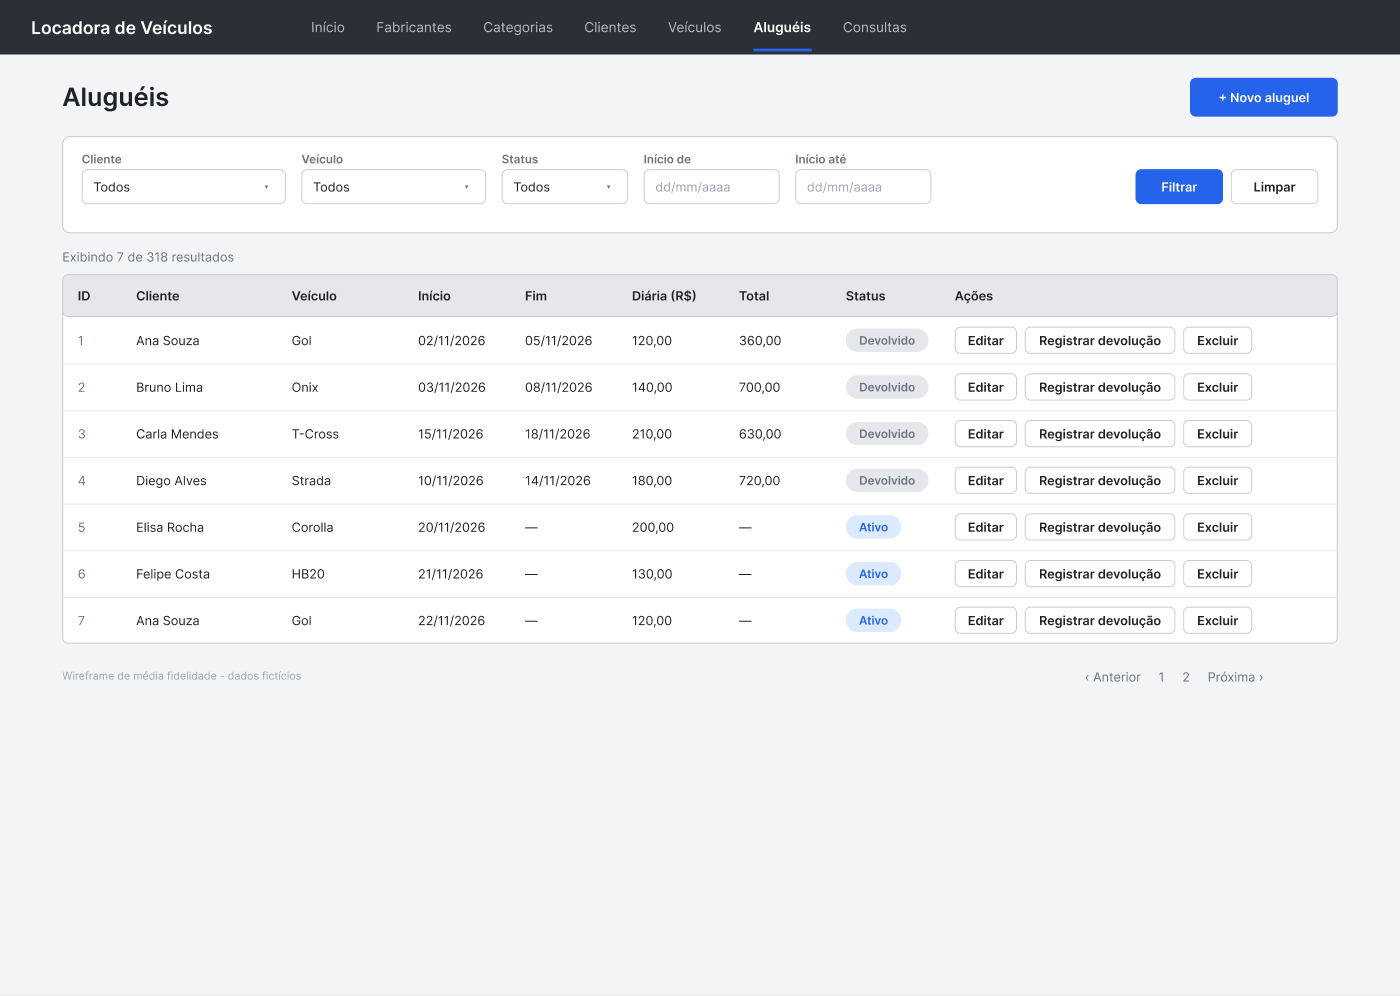 Locadora de Veículos Início Fabricantes Categorias Clientes Veículos Aluguéis Consultas
Aluguéis + Novo aluguel
Cliente Veículo Status Início de Início até
Todos Todos Todos dd/mm/aaaa dd/mm/aaaa Filtrar Limpar
Exibindo 7 de 318 resultados
ID Cliente Veículo Início Fim Diária (R$) Total Status Ações
1 Ana Souza Gol 02/11/2026 05/11/2026 120,00 360,00 Devolvido Editar Registrar devolução Excluir
2 Bruno Lima Onix 03/11/2026 08/11/2026 140,00 700,00 Devolvido Editar Registrar devolução Excluir
3 Carla Mendes T-Cross 15/11/2026 18/11/2026 210,00 630,00 Devolvido Editar Registrar devolução Excluir
4 Diego Alves Strada 10/11/2026 14/11/2026 180,00 720,00 Devolvido Editar Registrar devolução Excluir
5 Elisa Rocha Corolla 20/11/2026 — 200,00 — Ativo Editar Registrar devolução Excluir
6 Felipe Costa HB20 21/11/2026 — 130,00 — Ativo Editar Registrar devolução Excluir
7 Ana Souza Gol 22/11/2026 — 120,00 — Ativo Editar Registrar devolução Excluir
Wireframe de média fidelidade - dados fictícios ‹ Anterior 1 2 Próxima ›